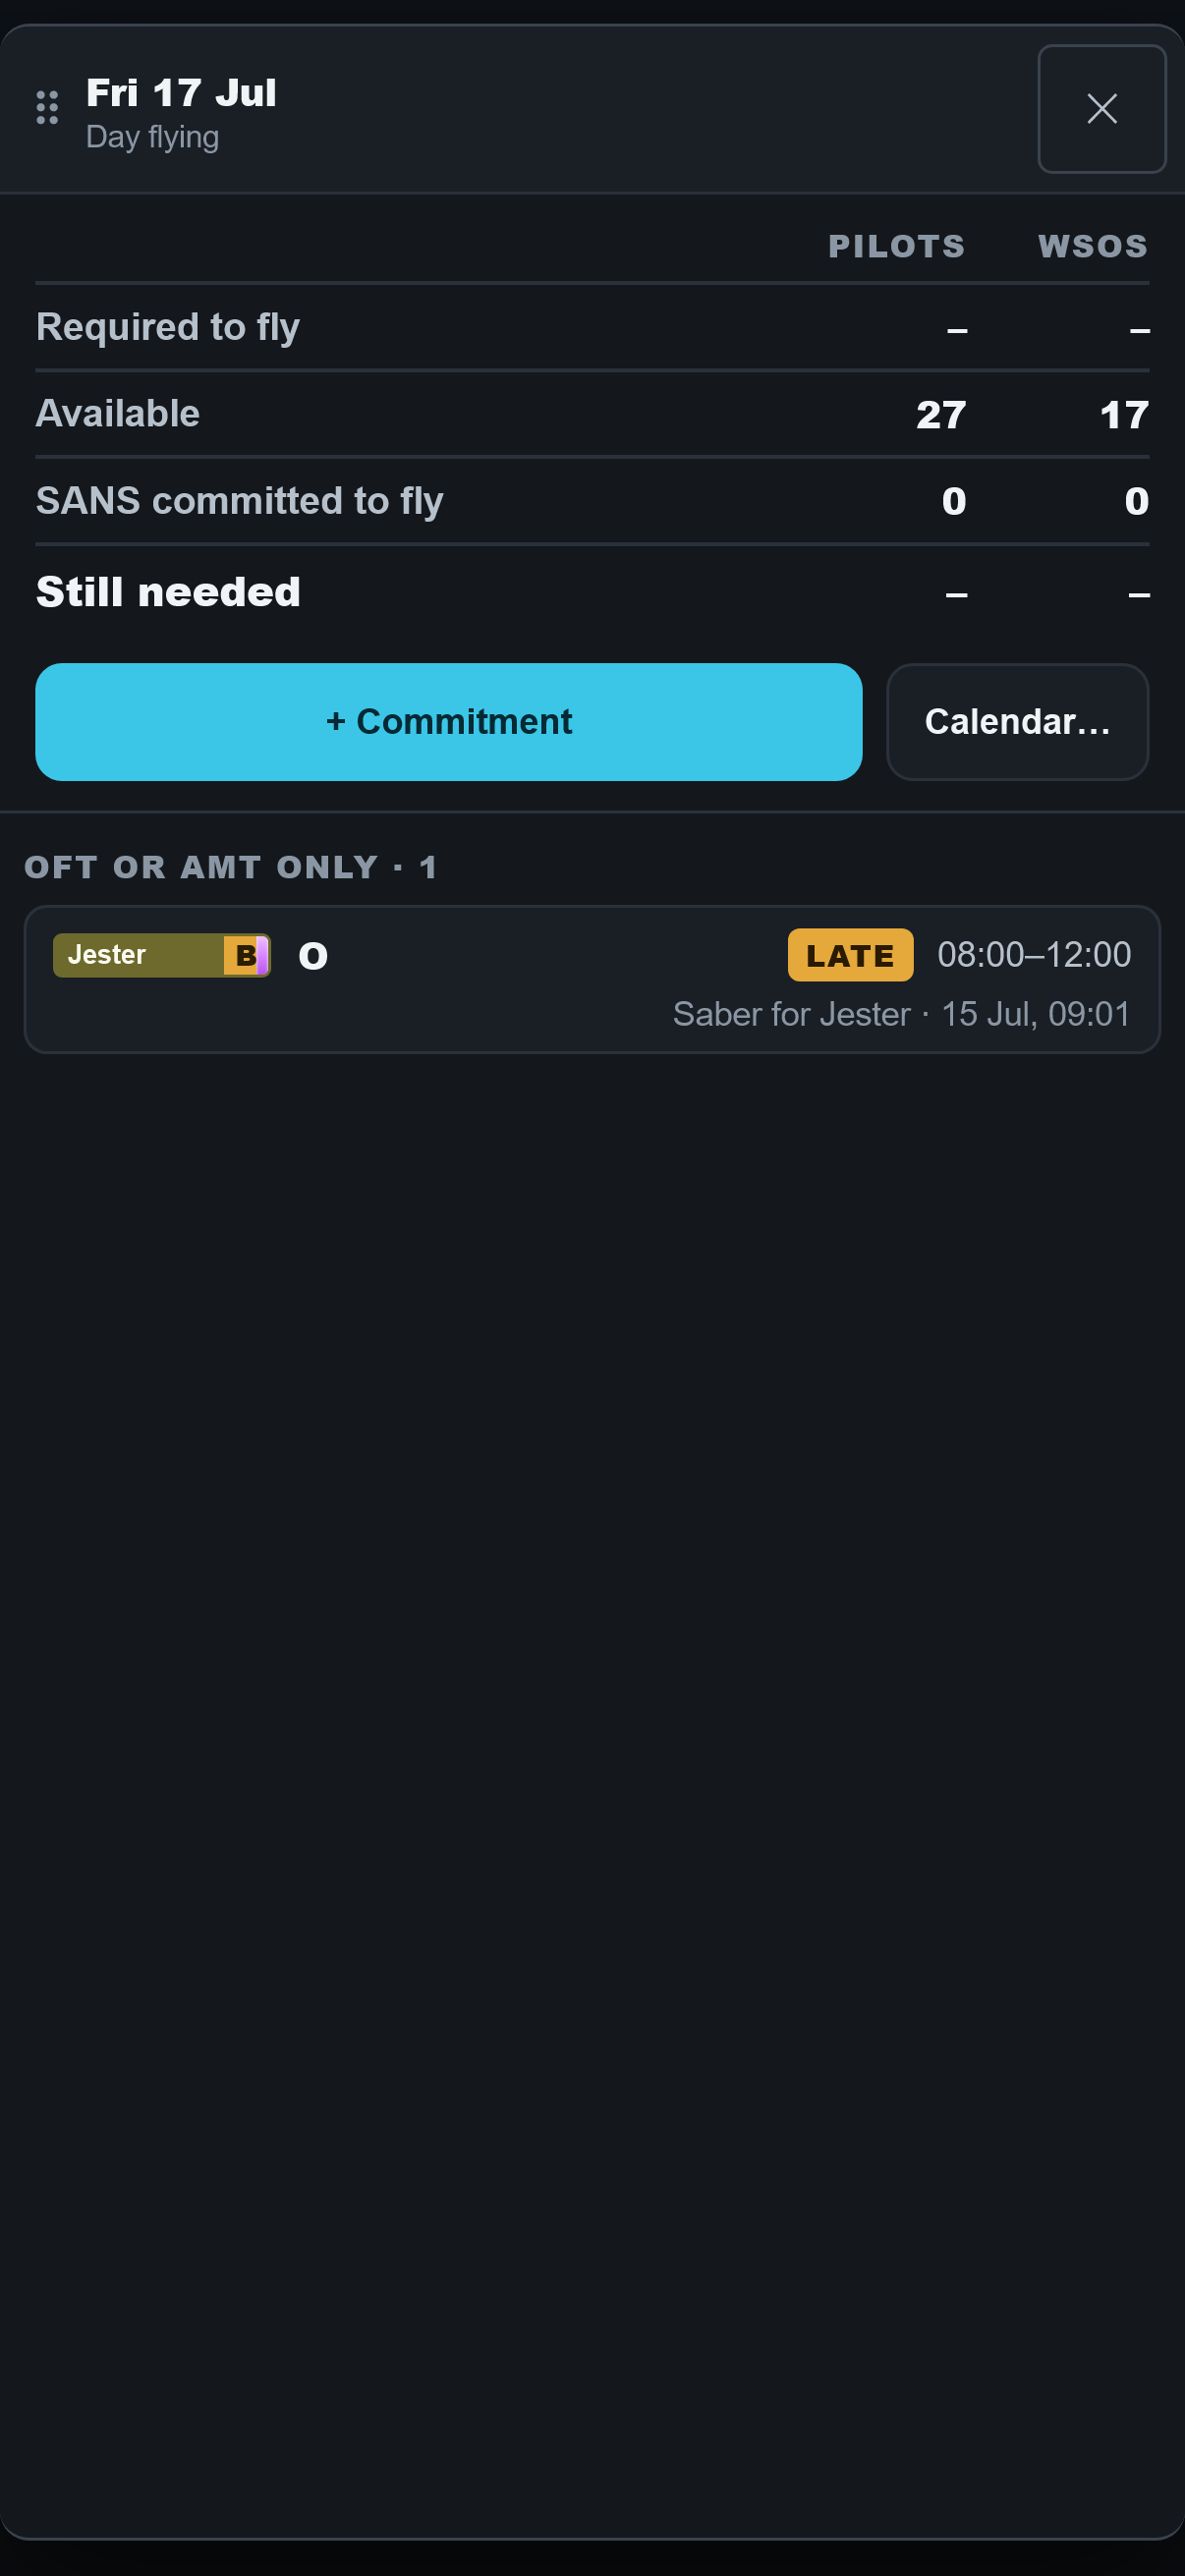 Fri 17 Jul
Day flying
PILOTS WSOS
Required to fly – –
Available 27 17
SANS committed to fly 0 0
Still needed – –
+ Commitment Calendar…
OFT OR AMT ONLY · 1
Jester B O LATE 08:00–12:00
Saber for Jester · 15 Jul, 09:01